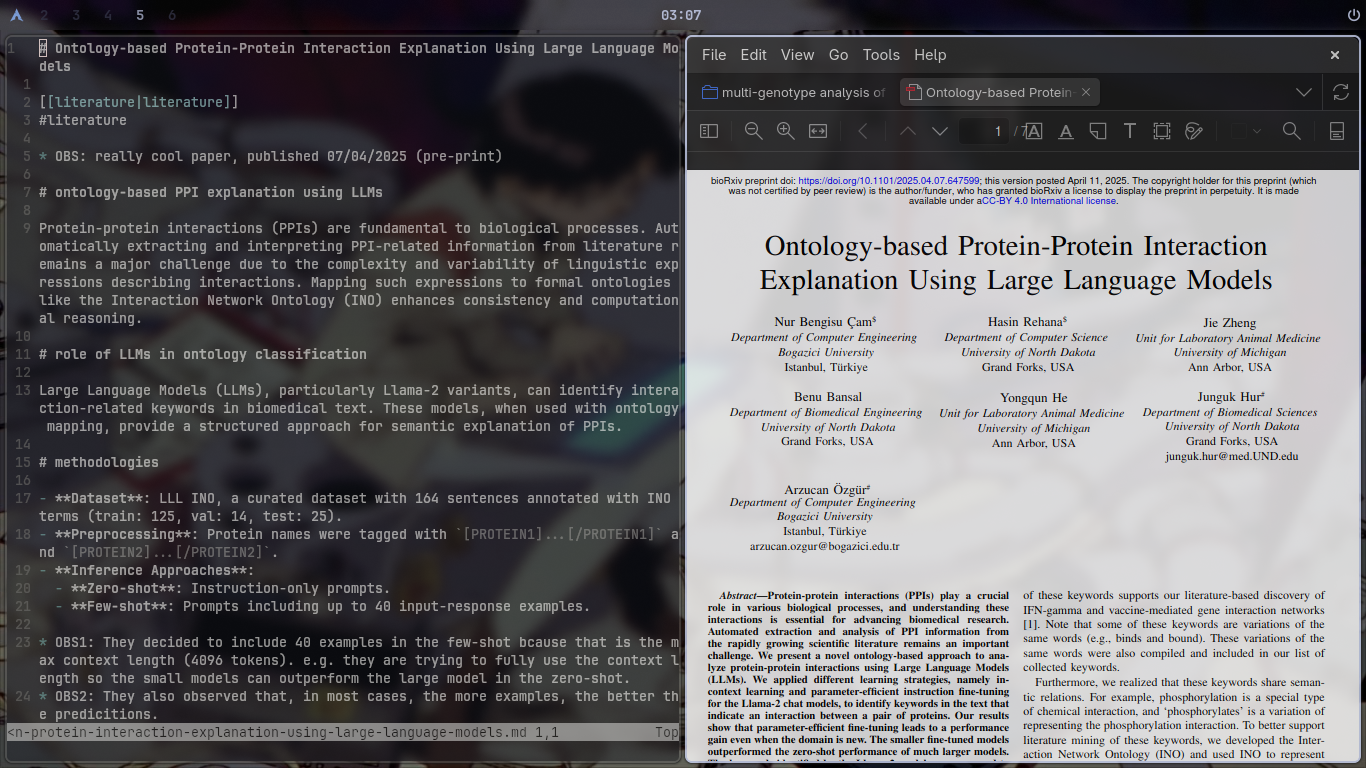 2 3 4 5 6
03:07
1 # Ontology-based Protein-Protein Interaction Explanation Using Large Language Mo
dels
1
2 [[literature|literature]]
3 #literature
4
5 * OBS: really cool paper, published 07/04/2025 (pre-print)
6
7 # ontology-based PPI explanation using LLMs
8
9 Protein-protein interactions (PPIs) are fundamental to biological processes. Aut
omatically extracting and interpreting PPI-related information from literature r
emains a major challenge due to the complexity and variability of linguistic exp
ressions describing interactions. Mapping such expressions to formal ontologies
like the Interaction Network Ontology (INO) enhances consistency and computation
al reasoning.
10
11 # role of LLMs in ontology classification
12
13 Large Language Models (LLMs), particularly Llama-2 variants, can identify intera
ction-related keywords in biomedical text. These models, when used with ontology
mapping, provide a structured approach for semantic explanation of PPIs.
14
15 # methodologies
16
17 - **Dataset**: LLL INO, a curated dataset with 164 sentences annotated with INO
terms (train: 125, val: 14, test: 25).
18 - **Preprocessing**: Protein names were tagged with `[PROTEIN1]...[/PROTEIN1]` a
nd `[PROTEIN2]...[/PROTEIN2]`.
19 - **Inference Approaches**:
20 - **Zero-shot**: Instruction-only prompts.
21 - **Few-shot**: Prompts including up to 40 input-response examples.
22
23 * OBS1: They decided to include 40 examples in the few-shot bcause that is the m
ax context length (4096 tokens). e.g. they are trying to fully use the context l
ength so the small models can outperform the large model in the zero-shot.
24 * OBS2: They also observed that, in most cases, the more examples, the better th
e predicitions.
<n-protein-interaction-explanation-using-large-language-models.md 1,1 Top
File Edit View Go Tools Help
multi-genotype analysis of
Ontology-based Protein-
1 / 7
bioRxiv preprint doi: https://doi.org/10.1101/2025.04.07.647599; this version posted April 11, 2025. The copyright holder for this preprint (which
was not certified by peer review) is the author/funder, who has granted bioRxiv a license to display the preprint in perpetuity. It is made
available under aCC-BY 4.0 International license.
Ontology-based Protein-Protein Interaction
Explanation Using Large Language Models
Nur Bengisu Çam$
Department of Computer Engineering
Bogazici University
Istanbul, Türkiye
Hasin Rehana$
Department of Computer Science
University of North Dakota
Grand Forks, USA
Jie Zheng
Unit for Laboratory Animal Medicine
University of Michigan
Ann Arbor, USA
Benu Bansal
Department of Biomedical Engineering
University of North Dakota
Grand Forks, USA
Yongqun He
Unit for Laboratory Animal Medicine
University of Michigan
Ann Arbor, USA
Junguk Hur#
Department of Biomedical Sciences
University of North Dakota
Grand Forks, USA
junguk.hur@med.UND.edu
Arzucan Özgür#
Department of Computer Engineering
Bogazici University
Istanbul, Türkiye
arzucan.ozgur@bogazici.edu.tr
Abstract—Protein-protein interactions (PPIs) play a crucial
role in various biological processes, and understanding these
interactions is essential for advancing biomedical research.
Automated extraction and analysis of PPI information from
the rapidly growing scientific literature remains an important
challenge. We present a novel ontology-based approach to ana-
lyze protein-protein interactions using Large Language Models
(LLMs). We applied different learning strategies, namely in-
context learning and parameter-efficient instruction fine-tuning
for the Llama-2 chat models, to identify keywords in the text that
indicate an interaction between a pair of proteins. Our results
show that parameter-efficient fine-tuning leads to a performance
gain even when the domain is new. The smaller fine-tuned models
outperformed the zero-shot performance of much larger models.
of these keywords supports our literature-based discovery of
IFN-gamma and vaccine-mediated gene interaction networks
[1]. Note that some of these keywords are variations of the
same words (e.g., binds and bound). These variations of the
same words were also compiled and included in our list of
collected keywords.
Furthermore, we realized that these keywords share seman-
tic relations. For example, phosphorylation is a special type
of chemical interaction, and ‘phosphorylates’ is a variation of
representing the phosphorylation interaction. To better support
literature mining of these keywords, we developed the Inter-
action Network Ontology (INO) and used INO to represent